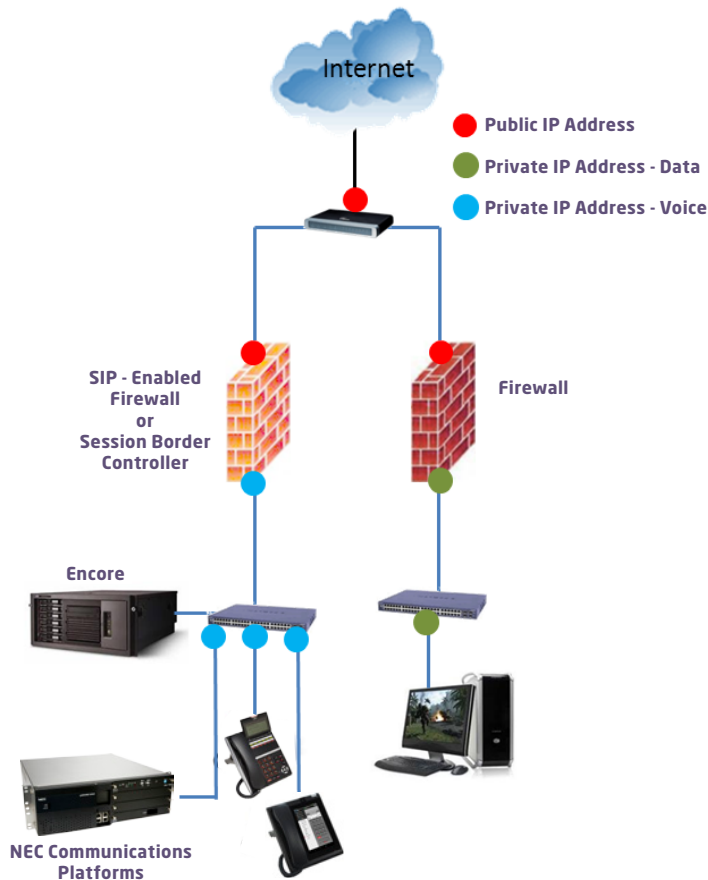 Internet
Public IP Address
Private IP Address - Data
Private IP Address - Voice
SIP - Enabled
Firewall
or
Session Border
Controller
Firewall
Encore
NEC Communications
Platforms